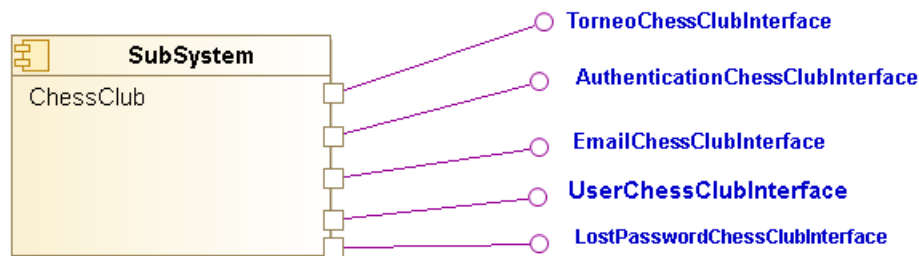 SubSystem
ChessClub
TorneoChessClubInterface
AuthenticationChessClubInterface
EmailChessClubInterface
UserChessClubInterface
LostPasswordChessClubInterface